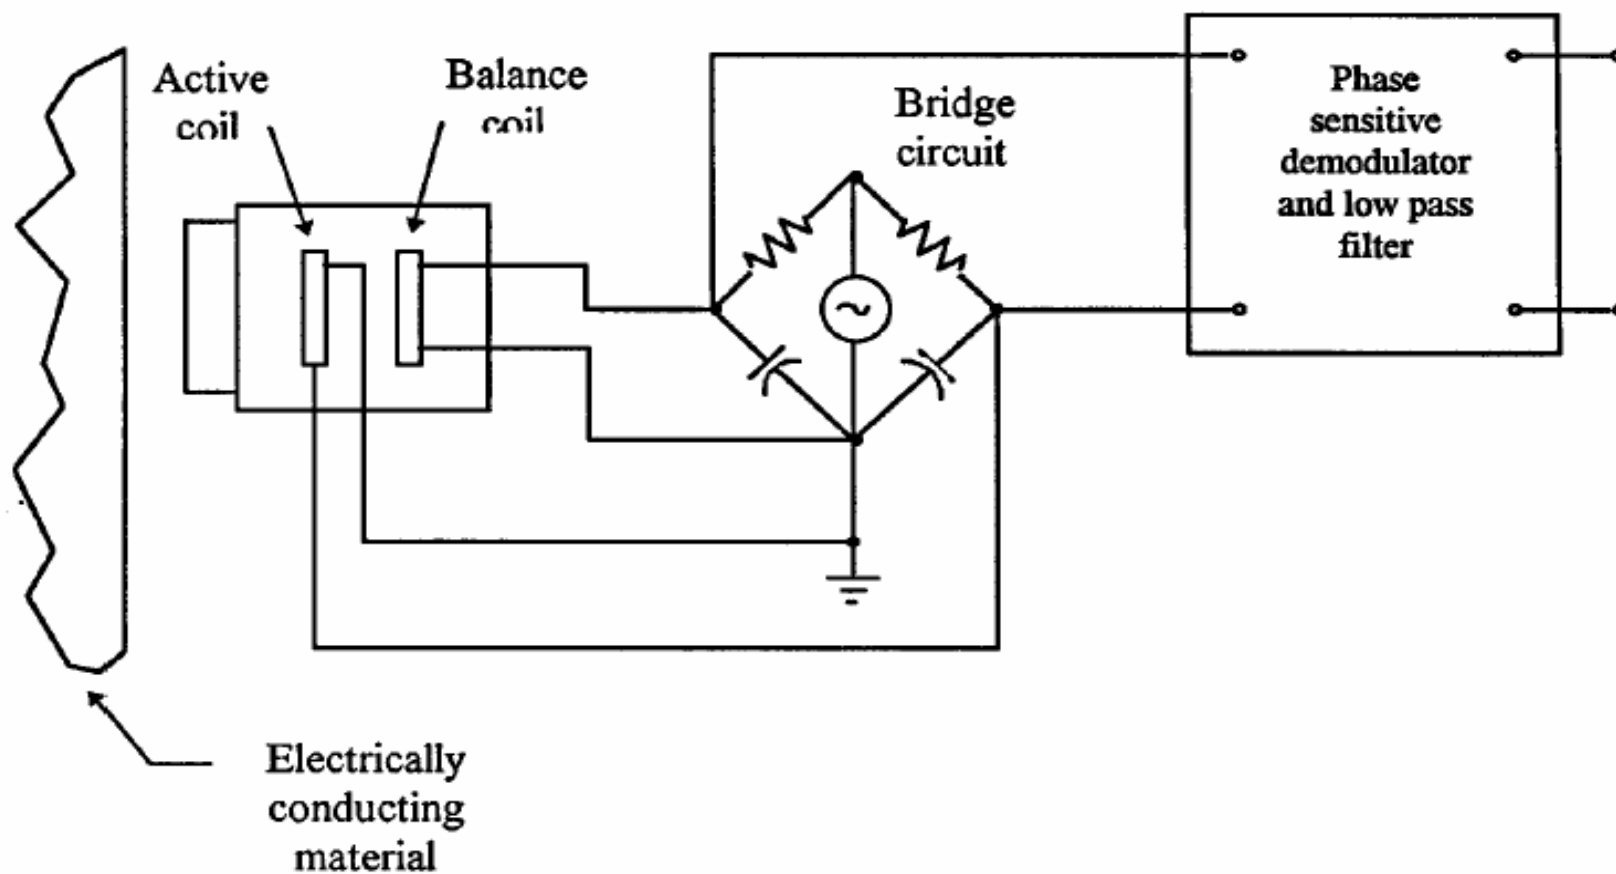 Active
coil
Balance
coil
Bridge
circuit
Phase
sensitive
demodulator
and low pass
filter
Electrically
conducting
material